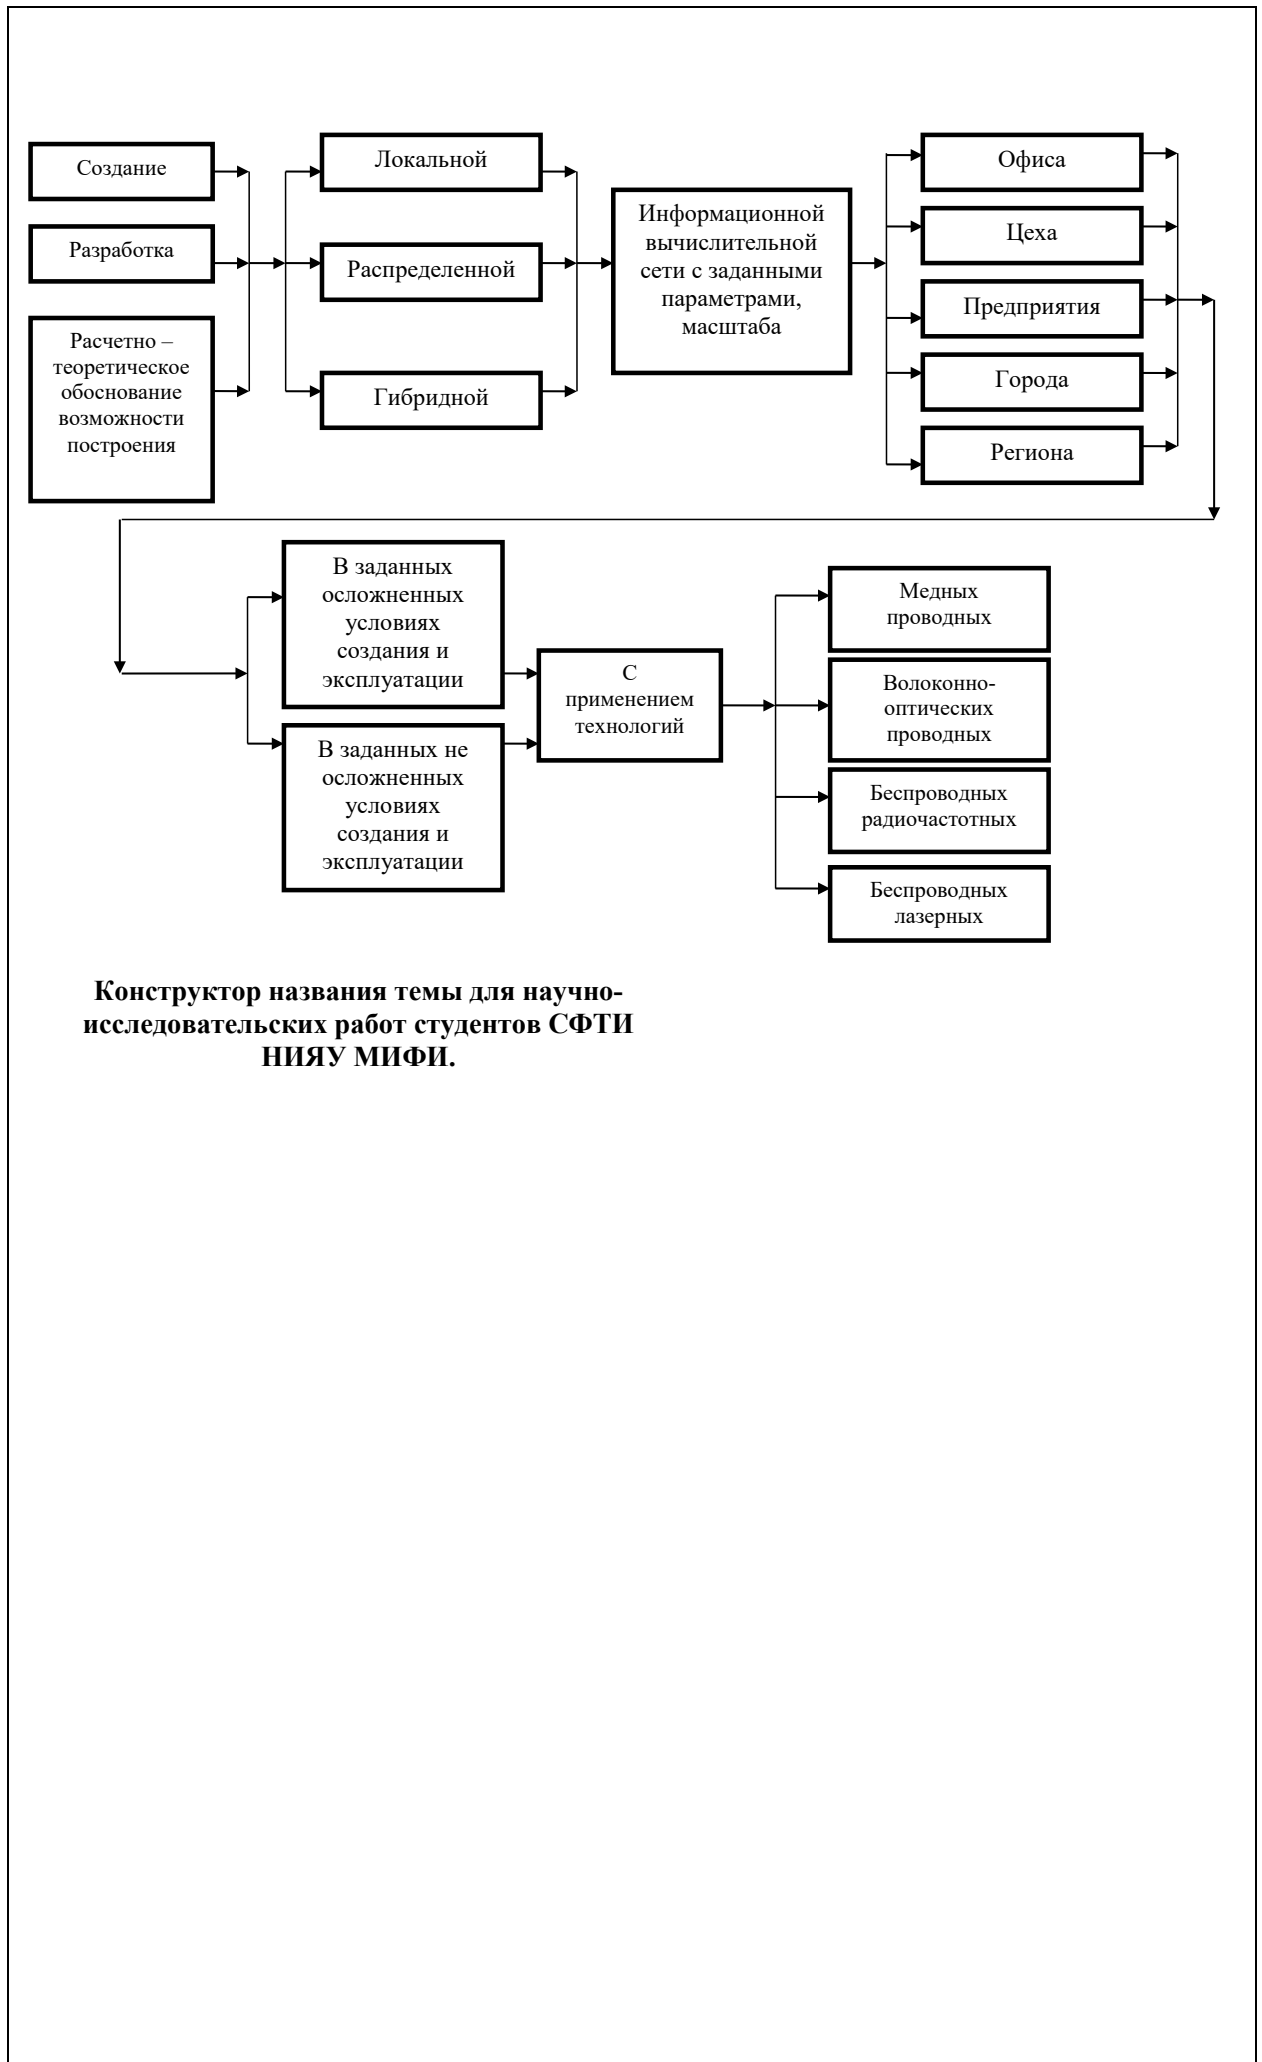 Создание
Разработка
Расчетно –
теоретическое
обоснование
возможности
построения
Локальной
Распределенной
Гибридной
Информационной
вычислительной
сети с заданными
параметрами,
масштаба
Офиса
Цеха
Предприятия
Города
Региона
В заданных
осложненных
условиях
создания и
эксплуатации
В заданных не
осложненных
условиях
создания и
эксплуатации
С
применением
технологий
Медных
проводных
Волоконно-
оптических
проводных
Беспроводных
радиочастотных
Беспроводных
лазерных
Конструктор названия темы для научно-
исследовательских работ студентов СФТИ
НИЯУ МИФИ.